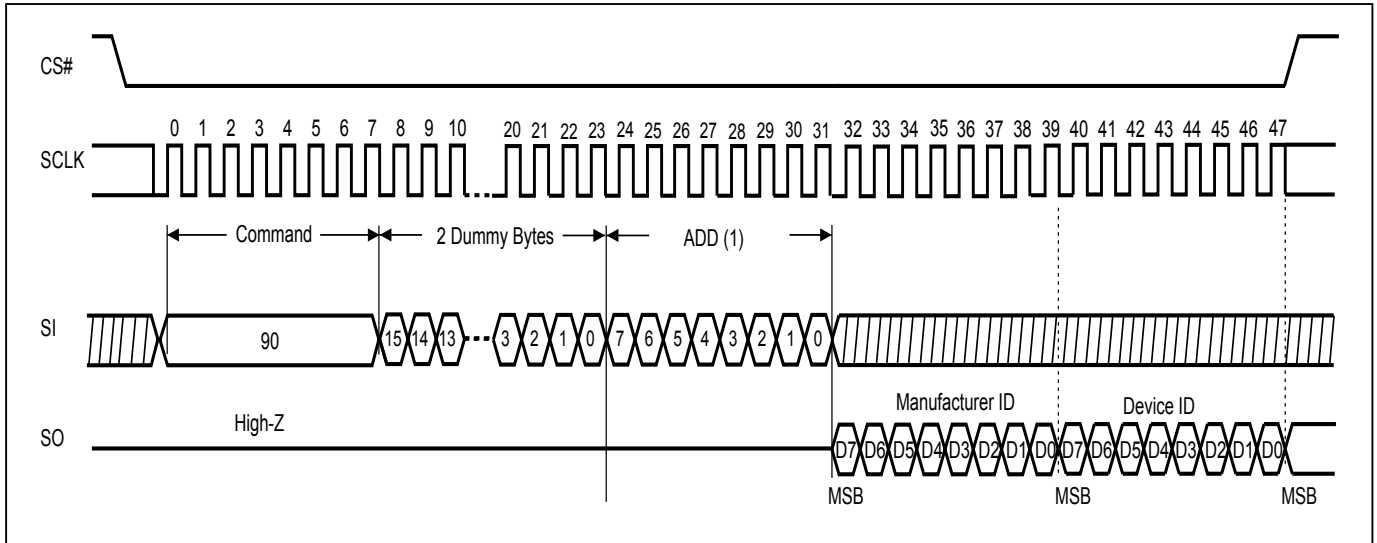 CS#
0 1 2 3 4 5 6 7 8 9 10 20 21 22 23 24 25 26 27 28 29 30 31 32 33 34 35 36 37 38 39 40 41 42 43 44 45 46 47
SCLK
Command 2 Dummy Bytes ADD (1)
SI 90 15 14 13 3 2 1 0 7 6 5 4 3 2 1 0
Manufacturer ID Device ID
High-Z
SO D7 D6 D5 D4 D3 D2 D1 D0 D7 D6 D5 D4 D3 D2 D1 D0
MSB MSB MSB